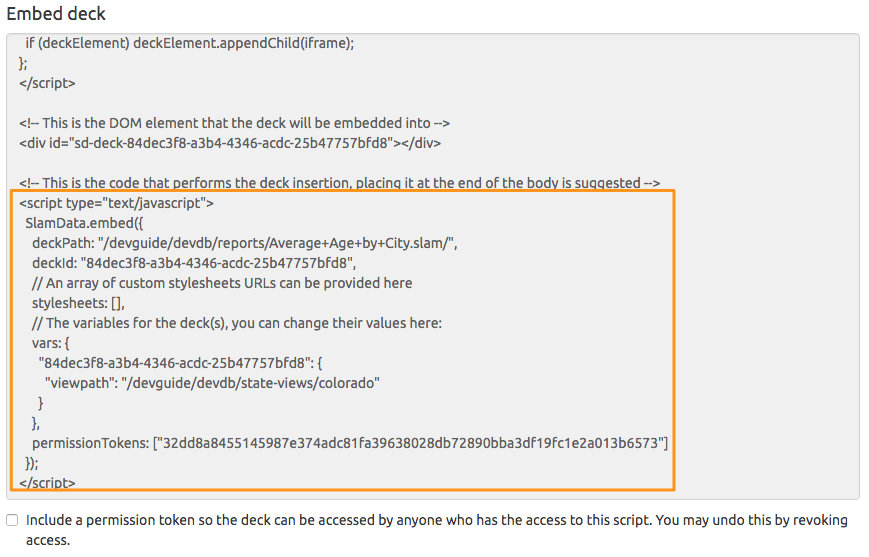 Embed deck
if (deckElement) deckElement.appendChild(iframe);
};
</script>
<!-- This is the DOM element that the deck will be embedded into -->
<div id="sd-deck-84dec3f8-a3b4-4346-acdc-25b47757bfd8"></div>
<!-- This is the code that performs the deck insertion, placing it at the end of the body is suggested -->
<script type="text/javascript">
SlamData.embed({
deckPath: "/devguide/devdb/reports/Average+Age+by+City.slam/",
deckId: "84dec3f8-a3b4-4346-acdc-25b47757bfd8",
// An array of custom stylesheets URLs can be provided here
stylesheets: [],
// The variables for the deck(s), you can change their values here:
vars: {
"84dec3f8-a3b4-4346-acdc-25b47757bfd8": {
"viewpath": "/devguide/devdb/state-views/colorado"
}
},
permissionTokens: ["32dd8a8455145987e374adc81fa39638028db72890bba3df19fc1e2a013b6573"]
});
</script>
Include a permission token so the deck can be accessed by anyone who has the access to this script. You may undo this by revoking
access.